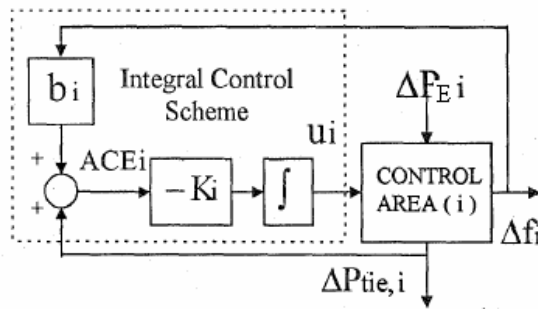 bi
Integral Control
Scheme
ΔPE i
ui
+
ACEi
+
−Ki
∫
CONTROL
AREA (i)
Δfi
ΔPtie,i